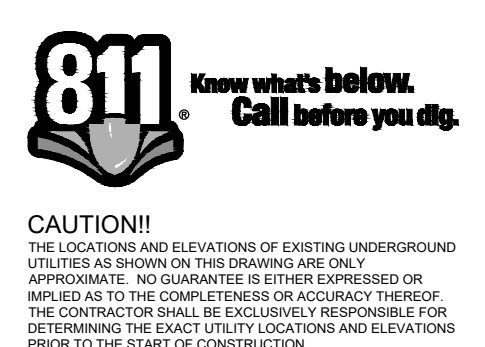 811®
Know what's below.
Call before you dig.
CAUTION!!
THE LOCATIONS AND ELEVATIONS OF EXISTING UNDERGROUND
UTILITIES AS SHOWN ON THIS DRAWING ARE ONLY
APPROXIMATE. NO GUARANTEE IS EITHER EXPRESSED OR
IMPLIED AS TO THE COMPLETENESS OR ACCURACY THEREOF.
THE CONTRACTOR SHALL BE EXCLUSIVELY RESPONSIBLE FOR
DETERMINING THE EXACT UTILITY LOCATIONS AND ELEVATIONS
PRIOR TO THE START OF CONSTRUCTION